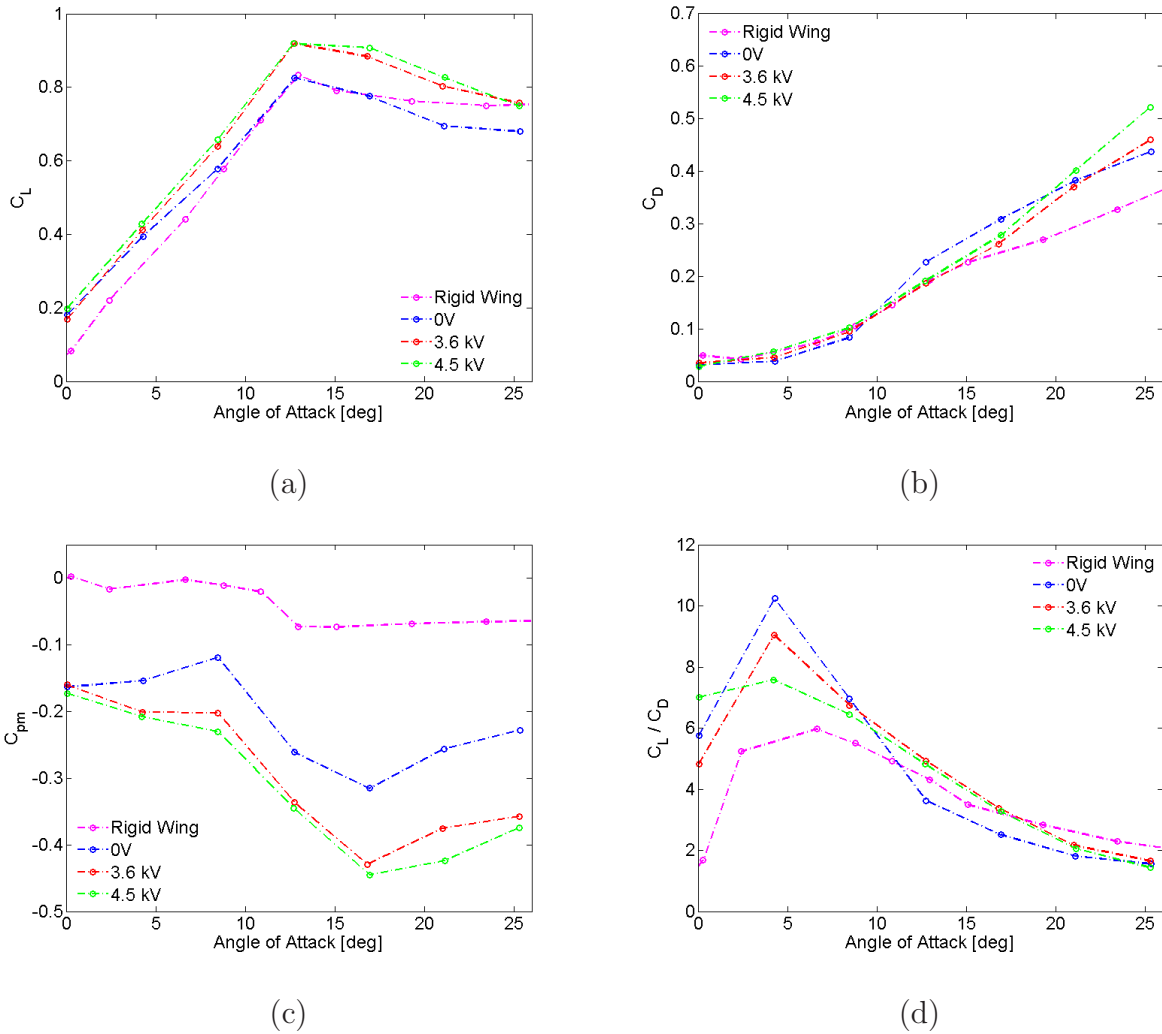 1
0.8
0.6
0.4
0.2
0
C_L
0 5 10 15 20 25
Angle of Attack [deg]
Rigid Wing
0V
3.6 kV
4.5 kV
(a)
0.7
0.6
0.5
0.4
0.3
0.2
0.1
0
C_D
0 5 10 15 20 25
Angle of Attack [deg]
Rigid Wing
0V
3.6 kV
4.5 kV
(b)
0
-0.1
-0.2
-0.3
-0.4
-0.5
C_pm
0 5 10 15 20 25
Angle of Attack [deg]
Rigid Wing
0V
3.6 kV
4.5 kV
(c)
12
10
8
6
4
2
0
C_L / C_D
0 5 10 15 20 25
Angle of Attack [deg]
Rigid Wing
0V
3.6 kV
4.5 kV
(d)